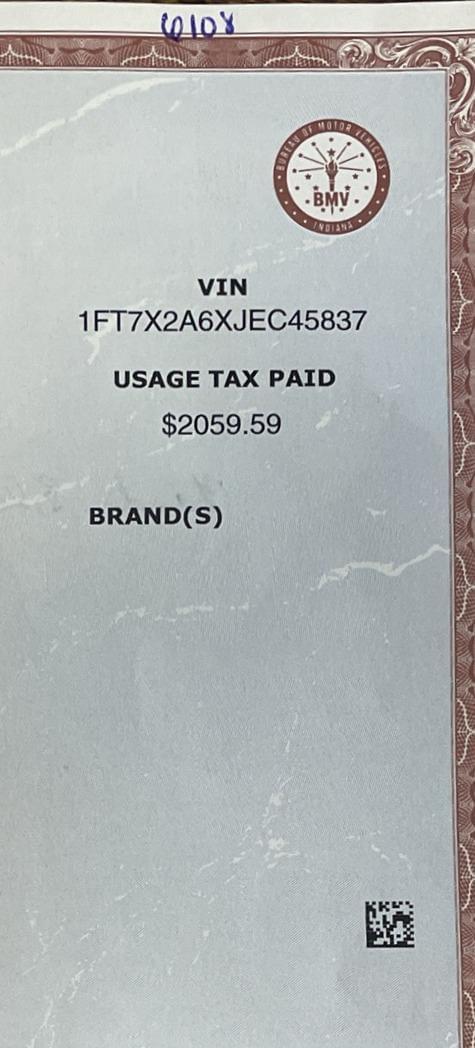 6108
BUREAU OF MOTOR VEHICLES
BMV
INDIANA
VIN
1FT7X2A6XJEC45837
USAGE TAX PAID
$2059.59
BRAND(S)